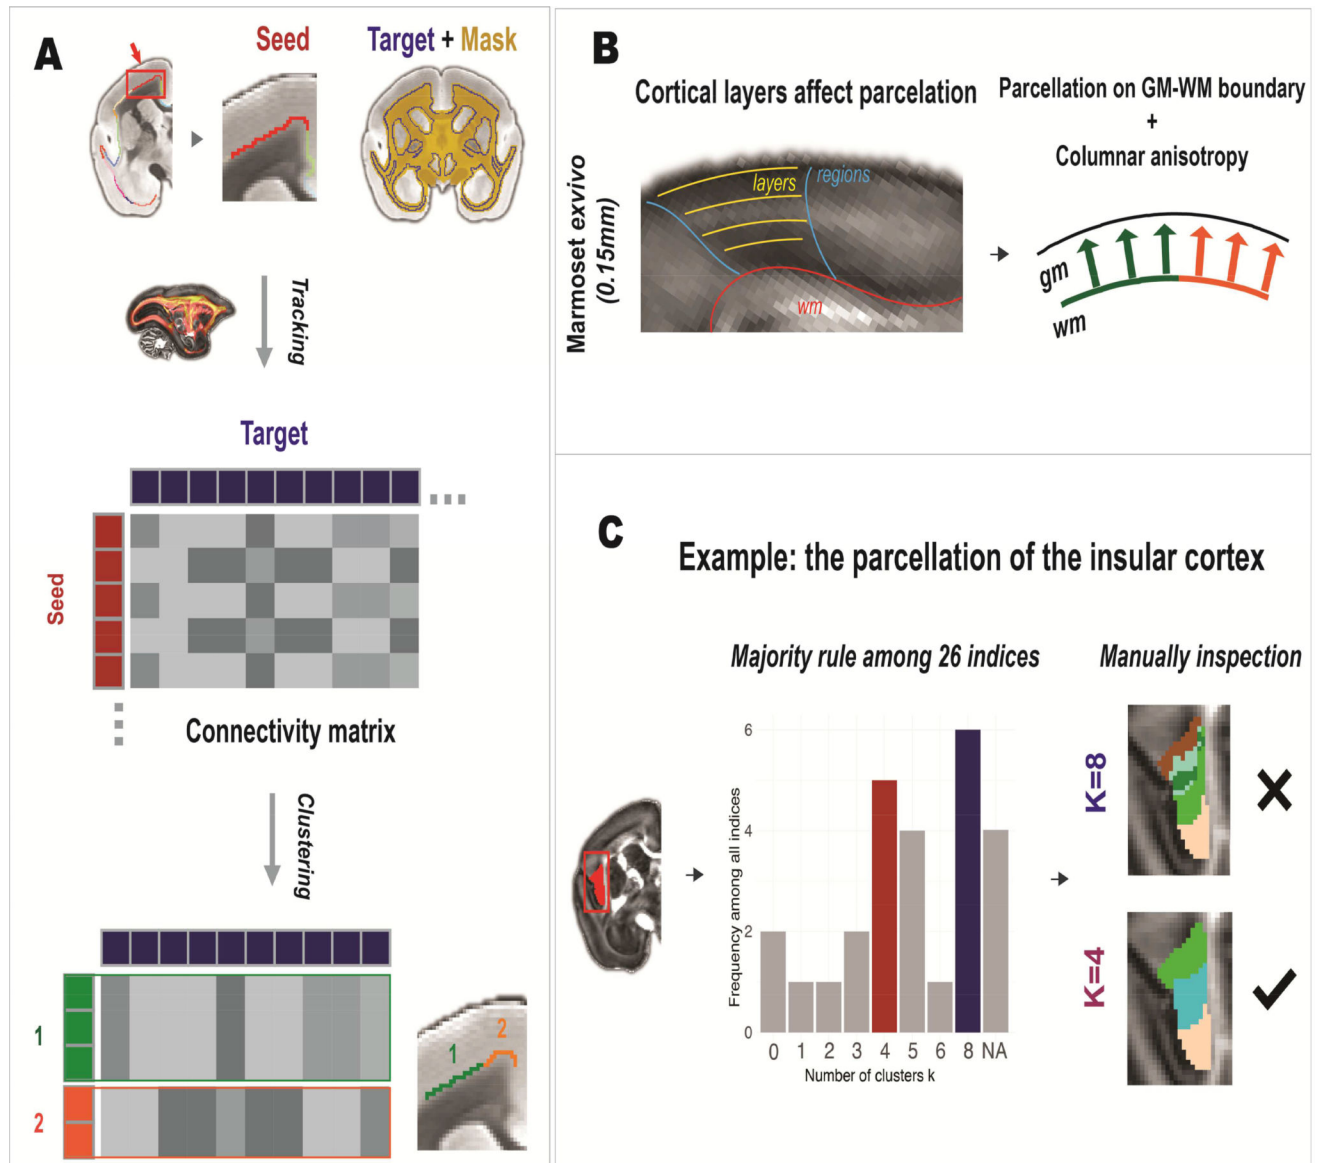 A
Seed
Target + Mask
Tracking
Target
Seed
Connectivity matrix
Clustering
1
2
1
2
B
Cortical layers affect parcelation
Parcellation on GM-WM boundary
+
Columnar anisotropy
Marmoset exvivo
(0.15mm)
layers
regions
wm
gm
wm
C
Example: the parcellation of the insular cortex
Majority rule among 26 indices
Manually inspection
Frequency among all indices
6
4
2
0
0 1 2 3 4 5 6 8 NA
Number of clusters k
K=8
K=4